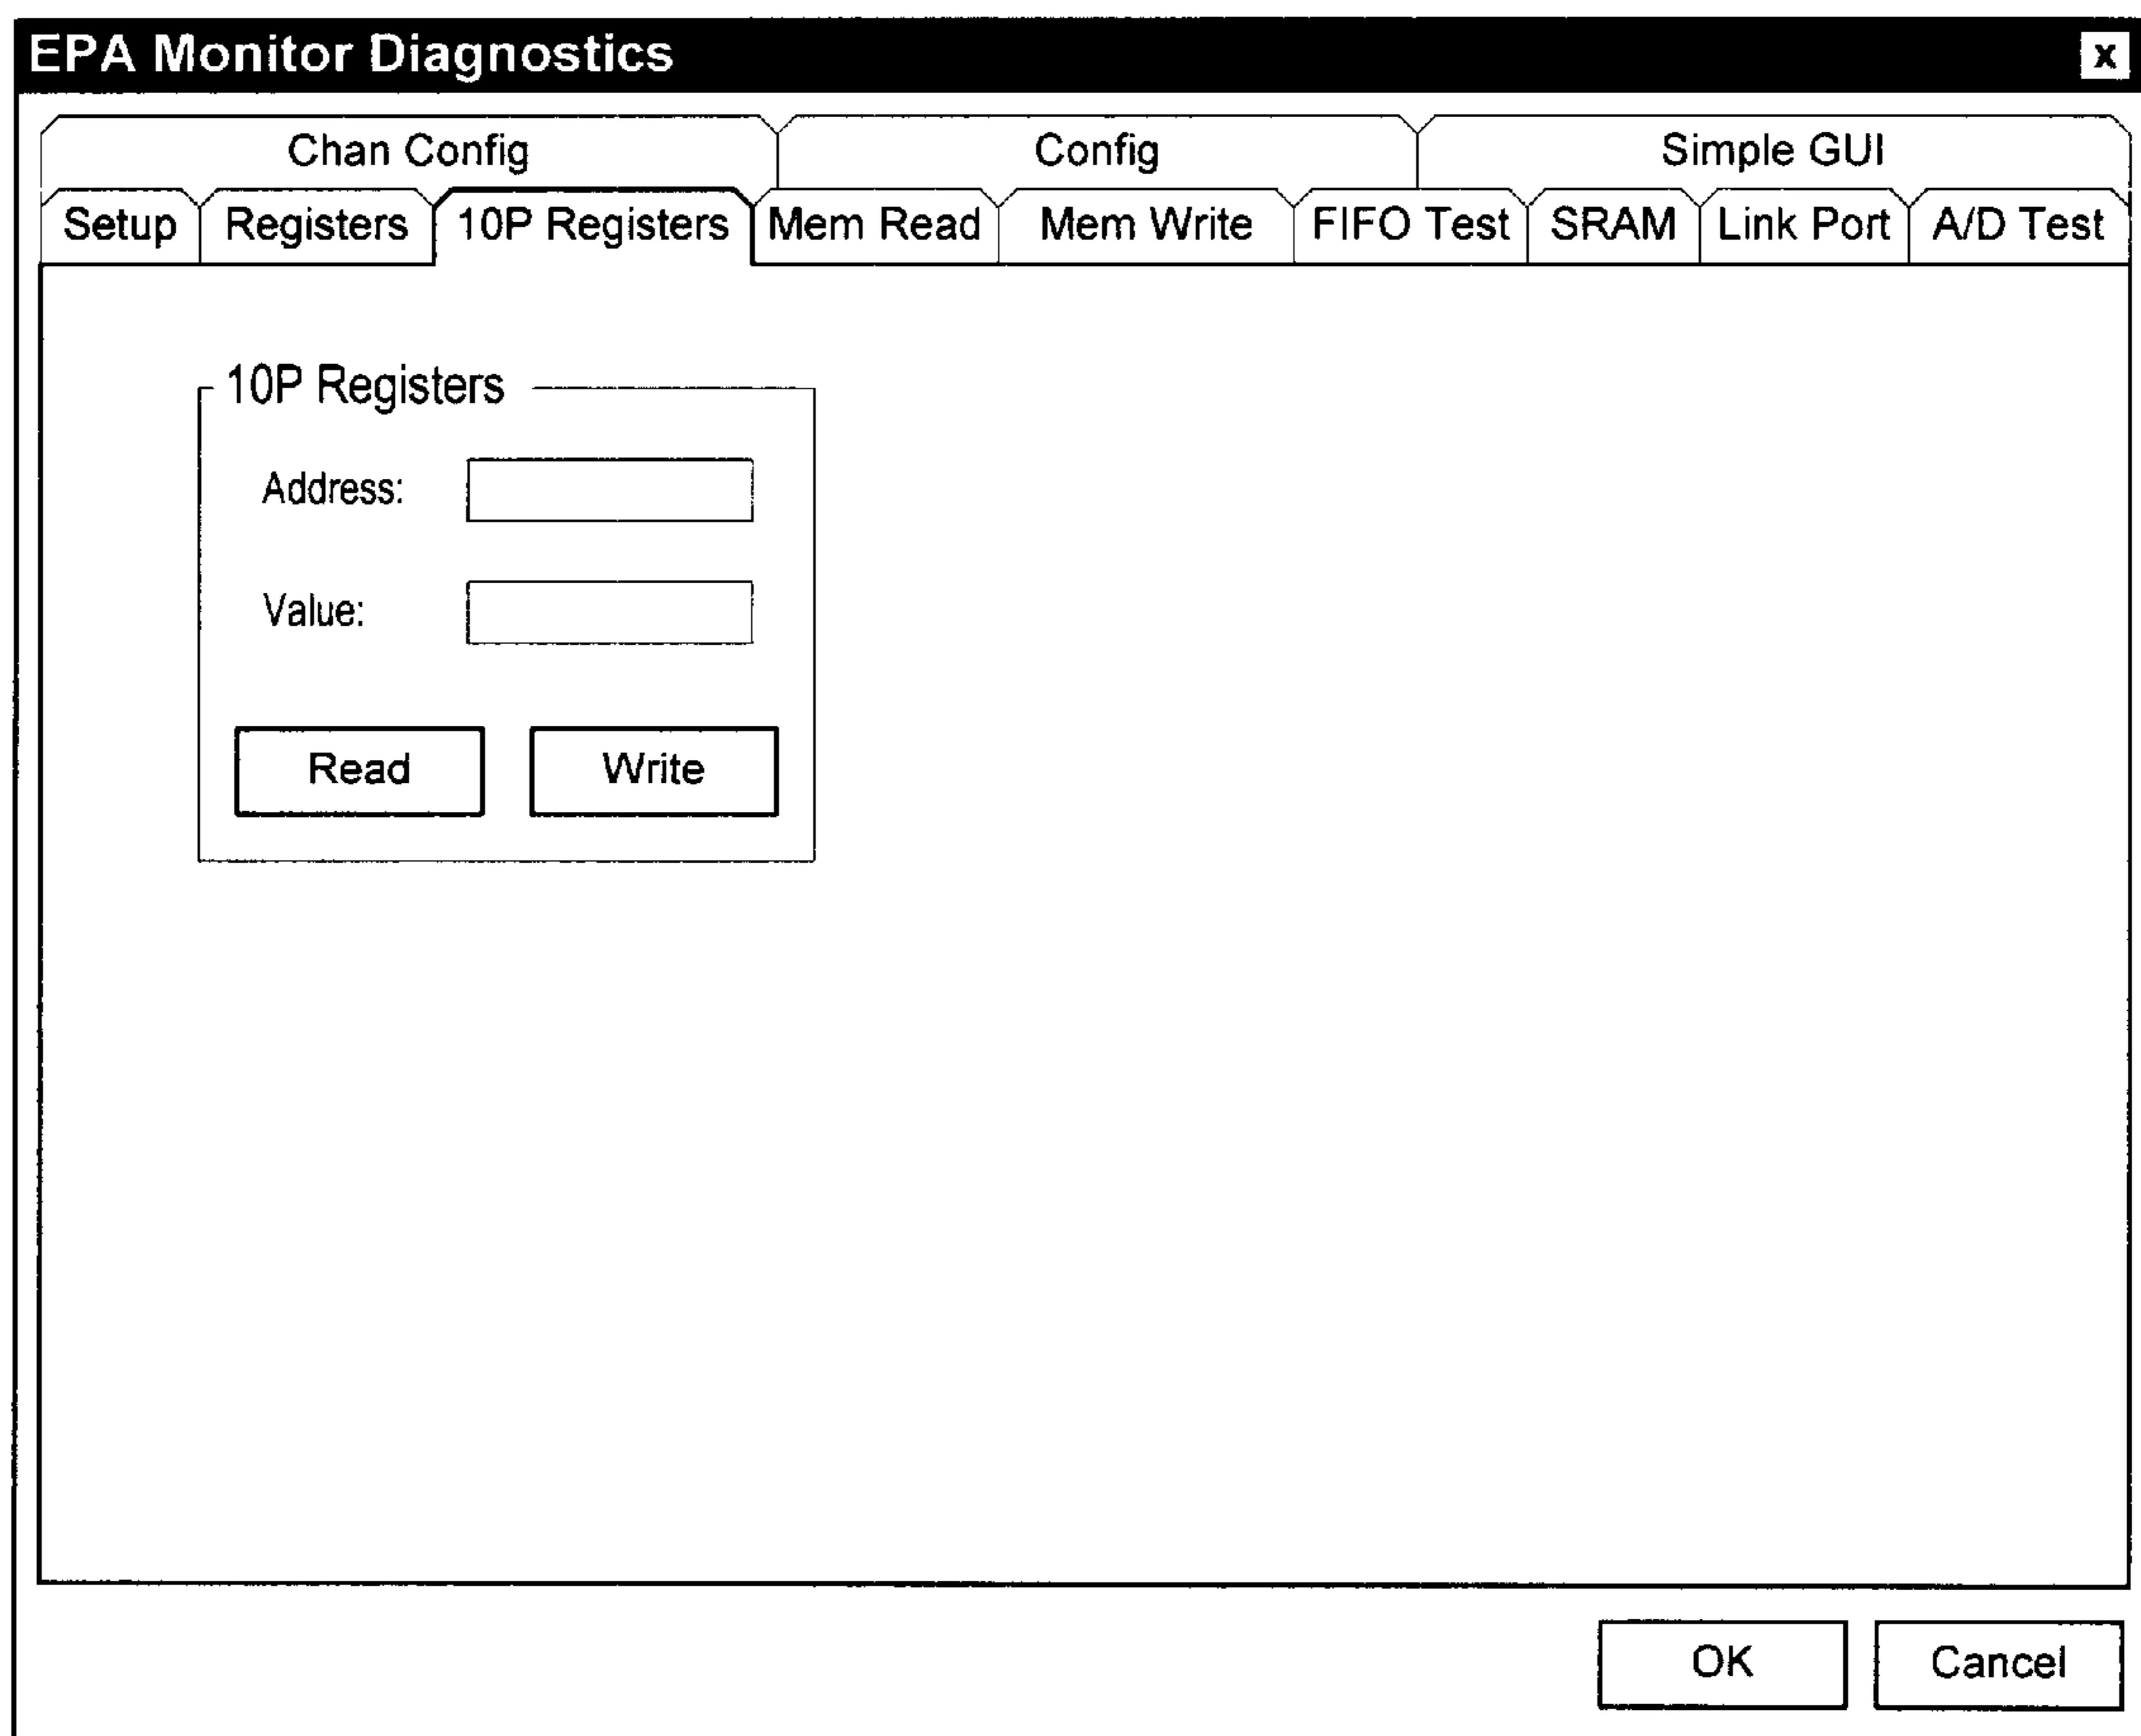 EPA Monitor Diagnostics x
Chan Config Config Simple GUI
Setup Registers 10P Registers Mem Read Mem Write FIFO Test SRAM Link Port A/D Test
10P Registers
Address:
Value:
Read Write
OK Cancel